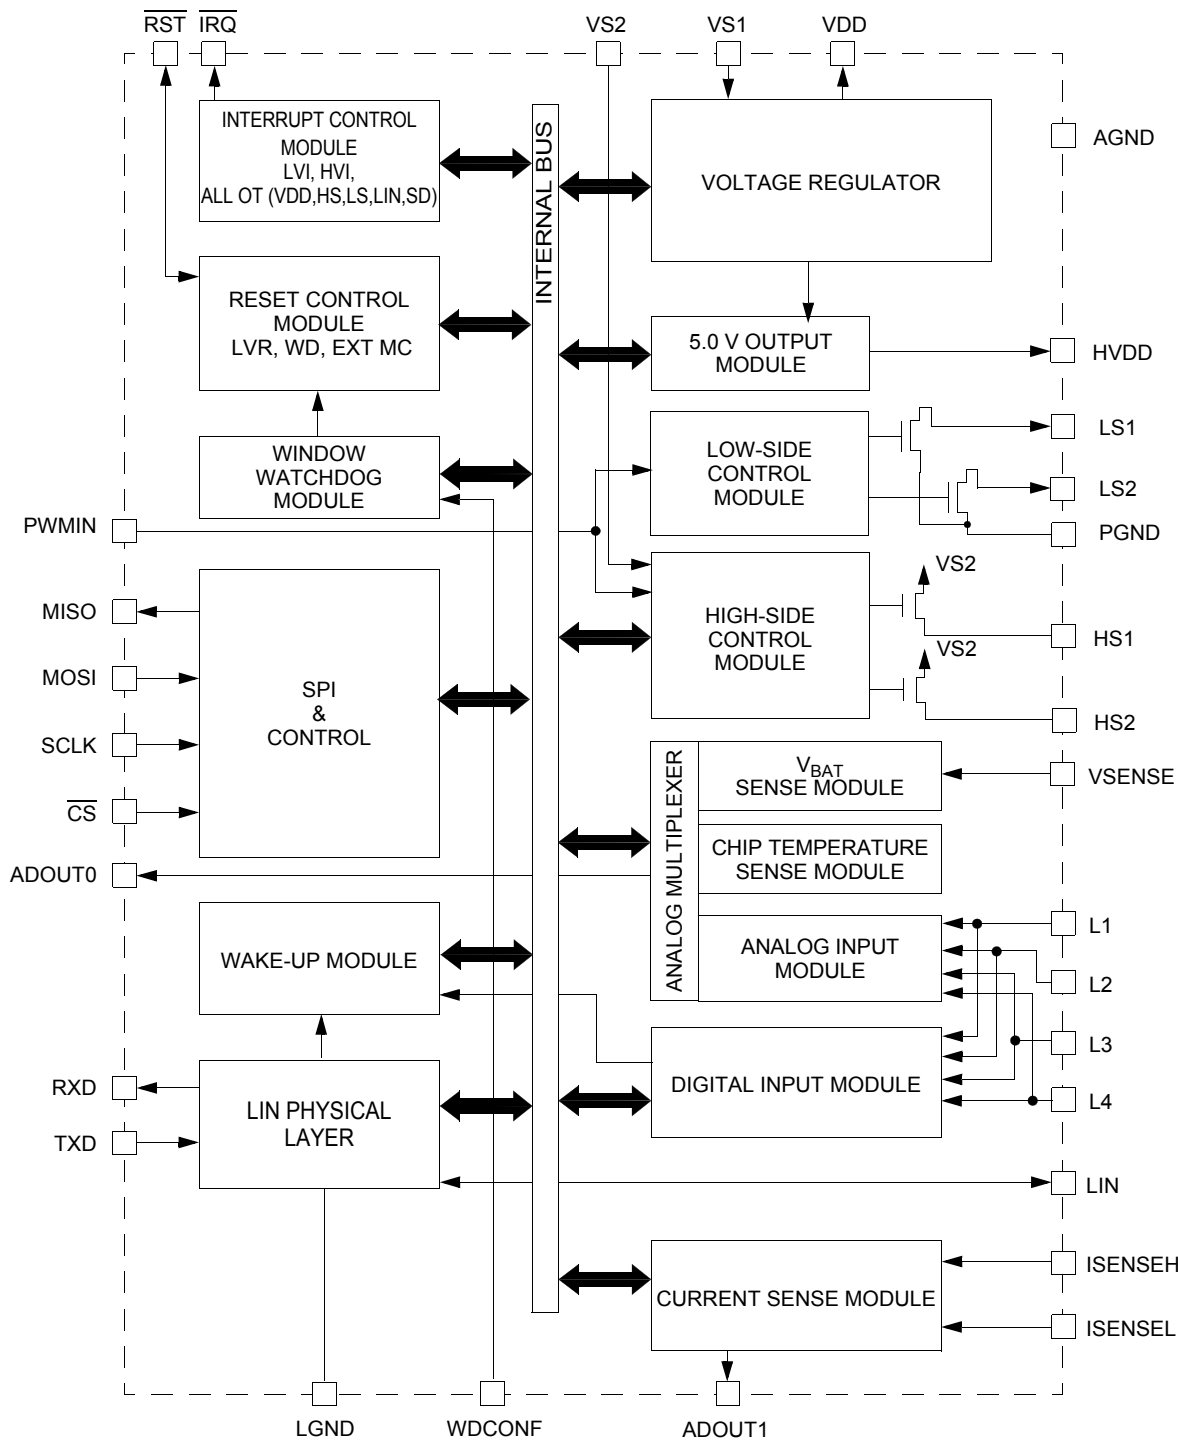 RST IRQ VS2 VS1 VDD
INTERRUPT CONTROL
MODULE
LVI, HVI,
ALL OT (VDD,HS,LS,LIN,SD)
INTERNAL BUS
VOLTAGE REGULATOR
AGND
RESET CONTROL
MODULE
LVR, WD, EXT MC
5.0 V OUTPUT
MODULE
HVDD
WINDOW
WATCHDOG
MODULE
LOW-SIDE
CONTROL
MODULE
LS1
LS2
PGND
PWMIN
MISO
MOSI
SCLK
CS
SPI
&
CONTROL
HIGH-SIDE
CONTROL
MODULE
VS2
HS1
VS2
HS2
ANALOG MULTIPLEXER
VBAT
SENSE MODULE
VSENSE
CHIP TEMPERATURE
SENSE MODULE
ADOUT0
ANALOG INPUT
MODULE
L1
L2
L3
L4
WAKE-UP MODULE
DIGITAL INPUT MODULE
RXD
TXD
LIN PHYSICAL
LAYER
LIN
CURRENT SENSE MODULE
ISENSEH
ISENSEL
LGND WDCONF ADOUT1